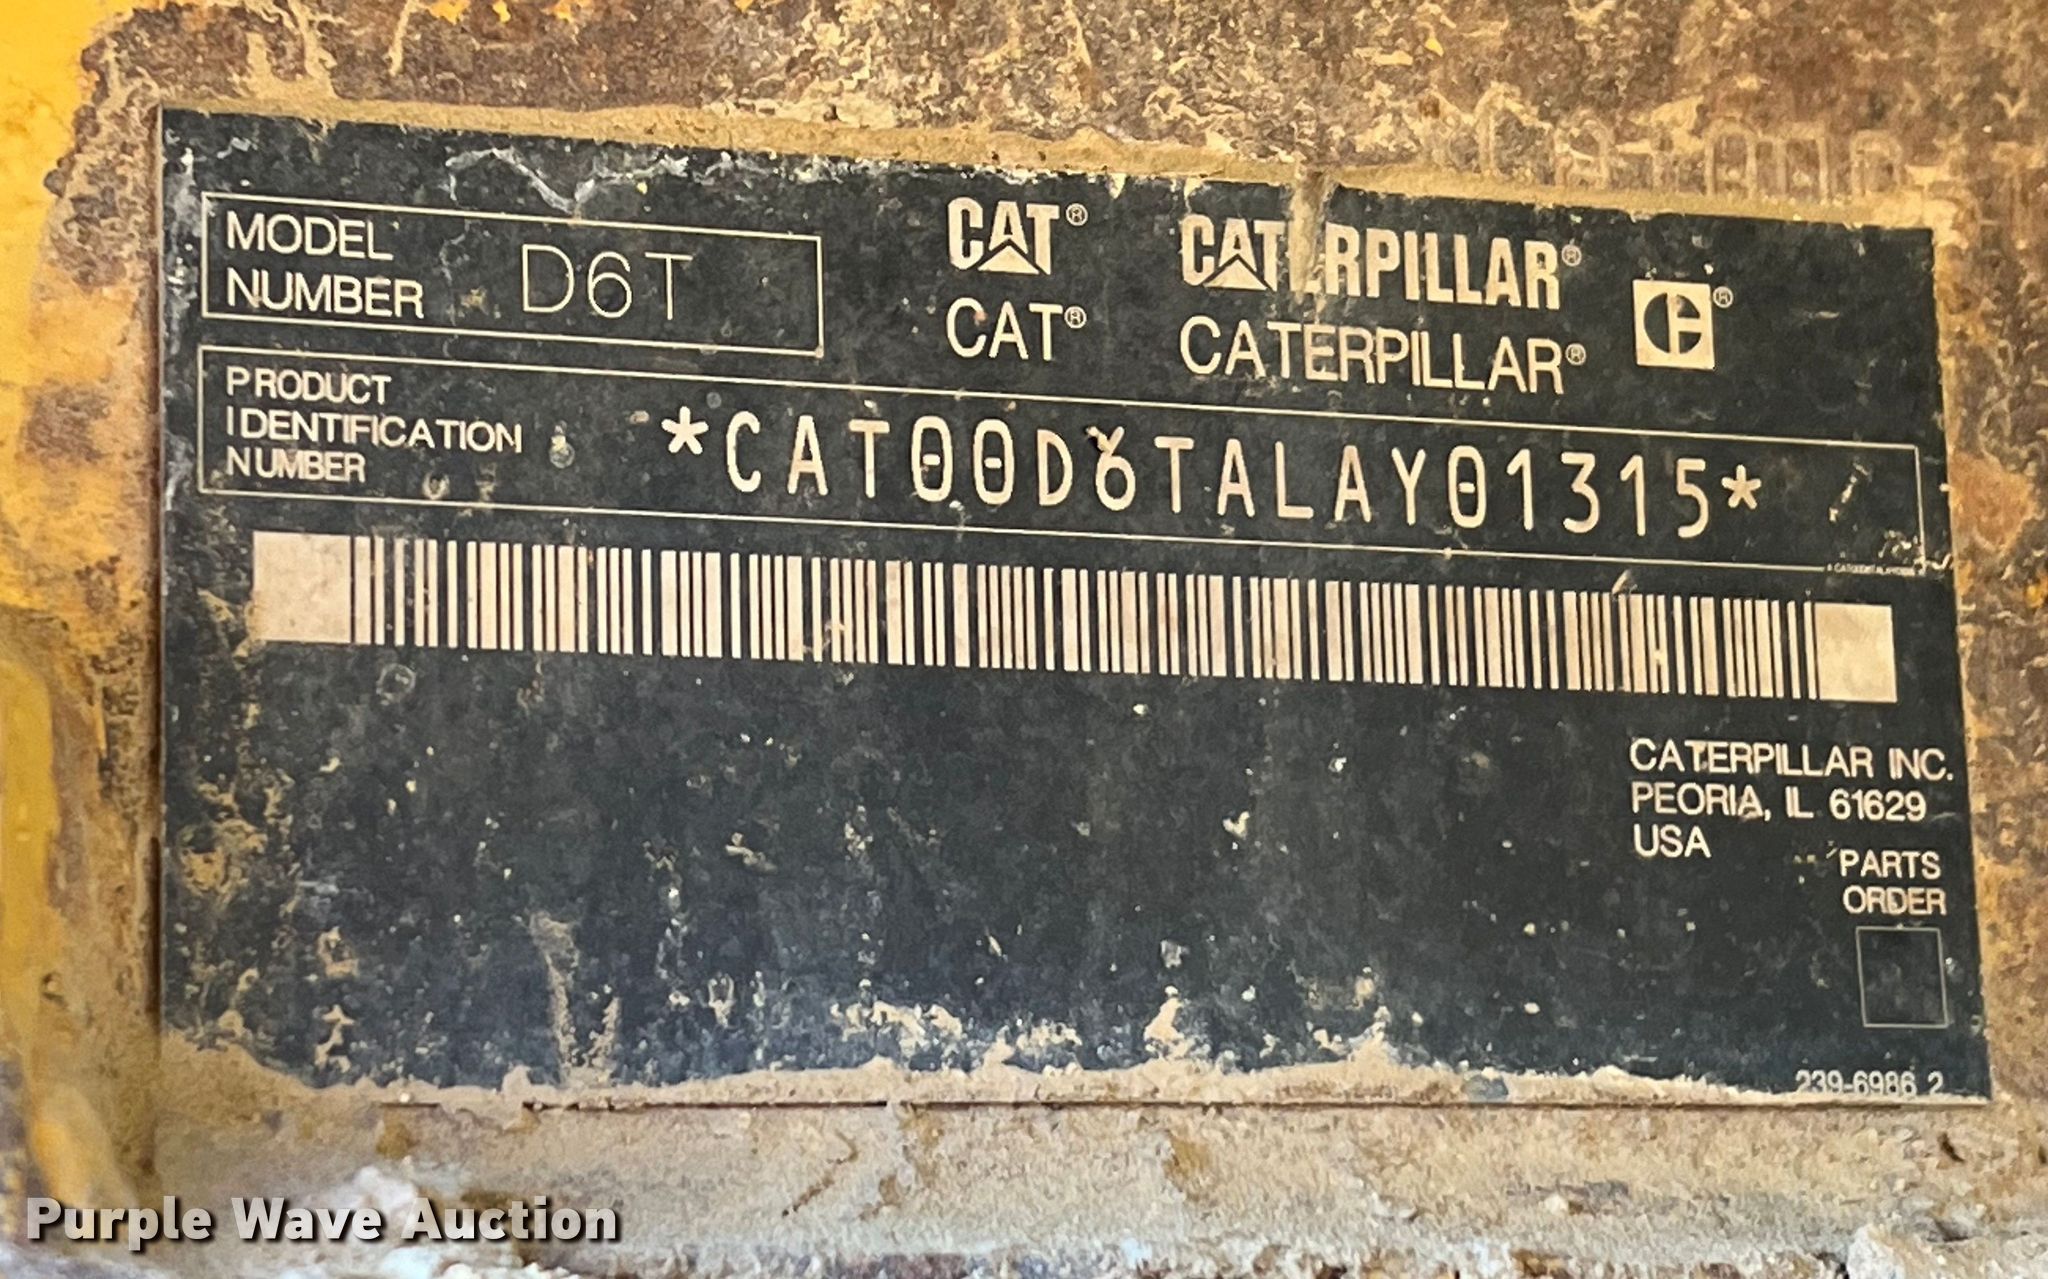 MODEL
NUMBER
D6T
CAT® CATERPILLAR®
CAT® CATERPILLAR®
PRODUCT
IDENTIFICATION
NUMBER
*CAT00D6TALAY01315*
CATERPILLAR INC.
PEORIA, IL 61629
USA
PARTS
ORDER
239-6986 2
Purple Wave Auction